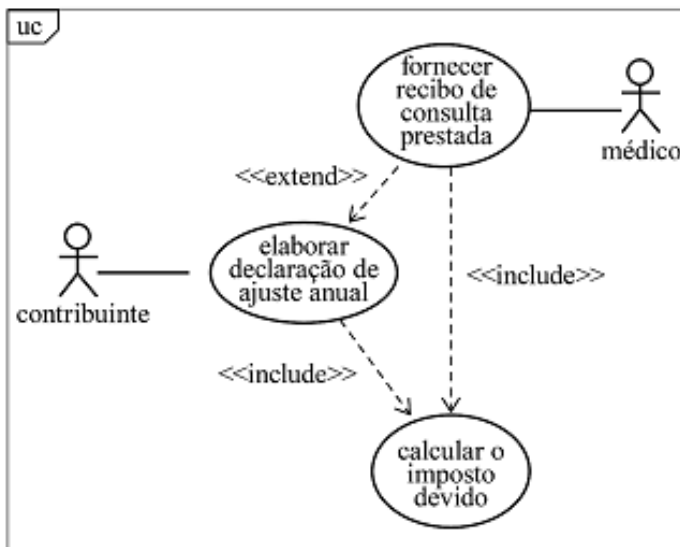 uc
fornecer
recibo de
consulta
prestada
médico
<<extend>>
elaborar
declaração de
ajuste anual
contribuinte
<<include>>
<<include>>
calcular o
imposto
devido